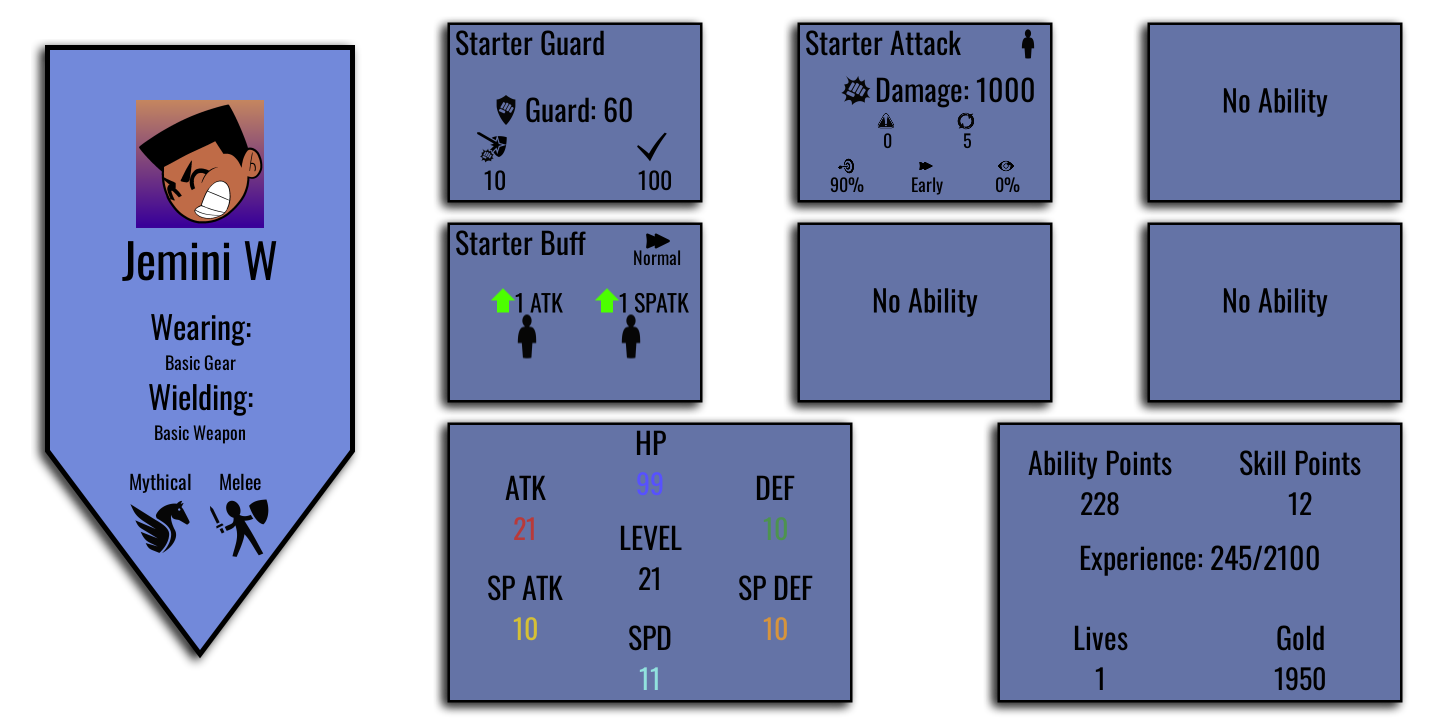 Jemini W
Wearing:
Basic Gear
Wielding:
Basic Weapon
Mythical Melee
Starter Guard
Guard: 60
10 100
Starter Attack
Damage: 1000
0 5
90% Early 0%
No Ability
Starter Buff
Normal
1 ATK 1 SPATK
No Ability
No Ability
HP
99
ATK DEF
21 10
LEVEL
21
SP ATK SP DEF
10 10
SPD
11
Ability Points Skill Points
228 12
Experience: 245/2100
Lives Gold
1 1950